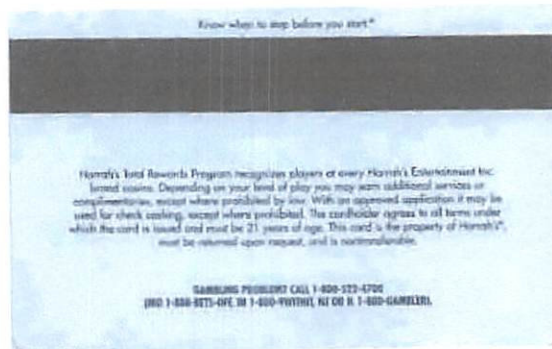 Know when to stop before you start.®
Harrah's Total Rewards Program recognizes players at every Harrah's Entertainment Inc.
brand casino. Depending on your level of play you may earn additional services or
complimentaries, except where prohibited by law. With an approved application it may be
used for check cashing, except where prohibited. The cardholder agrees to all terms under
which the card is issued and must be 21 years of age. This card is the property of Harrah's®,
must be returned upon request, and is nontransferable.
GAMBLING PROBLEM? CALL 1-800-522-4700
(MO 1-888-BETS-OFF, IN 1-800-9WITHIT, NJ OR IL 1-800-GAMBLER).